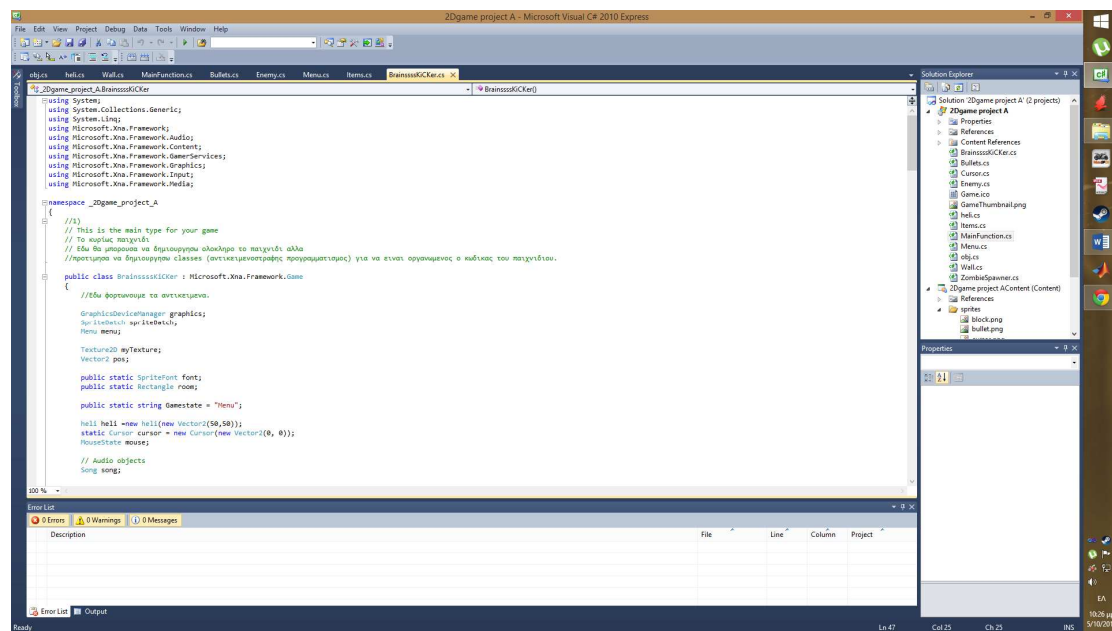 2Dgame project A - Microsoft Visual C# 2010 Express
File Edit View Project Debug Data Tools Window Help
obj.cs heli.cs Wall.cs MainFunction.cs Bullets.cs Enemy.cs Menu.cs Items.cs BrainssssKiCKer.cs
_2Dgame_project_A.BrainssssKiCKer
BrainssssKiCKer()
Toolbox
using System;
using System.Collections.Generic;
using System.Linq;
using Microsoft.Xna.Framework;
using Microsoft.Xna.Framework.Audio;
using Microsoft.Xna.Framework.Content;
using Microsoft.Xna.Framework.GamerServices;
using Microsoft.Xna.Framework.Graphics;
using Microsoft.Xna.Framework.Input;
using Microsoft.Xna.Framework.Media;
namespace _2Dgame_project_A
{
//1)
// This is the main type for your game
// Το κυρίως παιχνίδι
// Εδω θα μπορουσα να δημιουργησω ολοκληρο το παιχνιδι αλλα
//προτιμησα να δημιουργησω classes (αντικειμενοστραφης προγραμματισμος) για να ειναι οργανωμενος ο κωδικας του παιχνιδιου.
public class BrainssssKiCKer : Microsoft.Xna.Framework.Game
{
//Εδω φορτωνουμε τα αντικειμενα.
GraphicsDeviceManager graphics;
SpriteBatch spriteBatch;
Menu menu;
Texture2D myTexture;
Vector2 pos;
public static SpriteFont font;
public static Rectangle room;
public static string Gamestate = "Menu";
heli heli =new heli(new Vector2(50,50));
static Cursor cursor = new Cursor(new Vector2(0, 0));
MouseState mouse;
// Audio objects
Song song;
100 %
Error List
0 Errors 0 Warnings 0 Messages
Description File Line Column Project
Error List Output
Ready Ln 47 Col 25 Ch 25 INS
Solution Explorer
Solution '2Dgame project A' (2 projects)
2Dgame project A
Properties
References
Content References
BrainssssKiCKer.cs
Bullets.cs
Cursor.cs
Enemy.cs
Game.ico
GameThumbnail.png
heli.cs
Items.cs
MainFunction.cs
Menu.cs
obj.cs
Wall.cs
ZombieSpawner.cs
2Dgame project AContent (Content)
References
sprites
block.png
bullet.png
Properties
ΕΛ
10:26 μμ
5/10/201